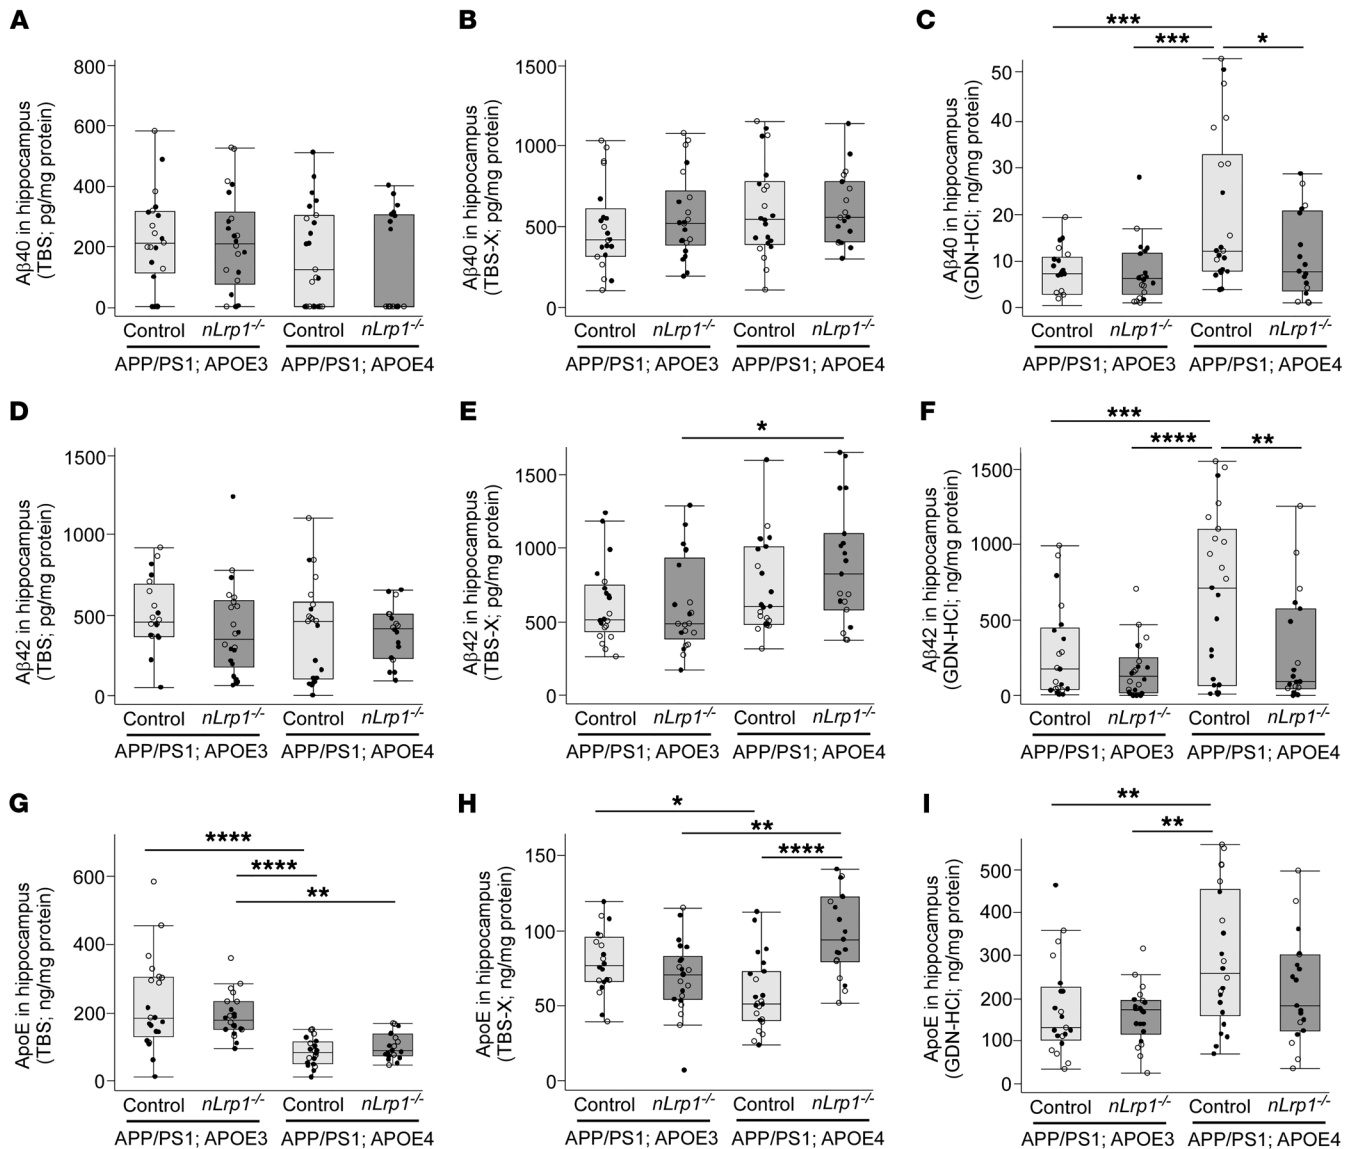 A
Aβ40 in hippocampus
(TBS; pg/mg protein)
800
600
400
200
0
Control nLrp1-/- Control nLrp1-/-
APP/PS1; APOE3 APP/PS1; APOE4
B
Aβ40 in hippocampus
(TBS-X; pg/mg protein)
1500
1000
500
0
Control nLrp1-/- Control nLrp1-/-
APP/PS1; APOE3 APP/PS1; APOE4
C
Aβ40 in hippocampus
(GDN-HCl; ng/mg protein)
***
*** *
50
40
30
20
10
0
Control nLrp1-/- Control nLrp1-/-
APP/PS1; APOE3 APP/PS1; APOE4
D
Aβ42 in hippocampus
(TBS; pg/mg protein)
1500
1000
500
0
Control nLrp1-/- Control nLrp1-/-
APP/PS1; APOE3 APP/PS1; APOE4
E
Aβ42 in hippocampus
(TBS-X; pg/mg protein)
*
1500
1000
500
0
Control nLrp1-/- Control nLrp1-/-
APP/PS1; APOE3 APP/PS1; APOE4
F
Aβ42 in hippocampus
(GDN-HCl; ng/mg protein)
***
**** **
1500
1000
500
0
Control nLrp1-/- Control nLrp1-/-
APP/PS1; APOE3 APP/PS1; APOE4
G
ApoE in hippocampus
(TBS; ng/mg protein)
****
****
**
600
400
200
0
Control nLrp1-/- Control nLrp1-/-
APP/PS1; APOE3 APP/PS1; APOE4
H
ApoE in hippocampus
(TBS-X; ng/mg protein)
*
**
****
150
100
50
0
Control nLrp1-/- Control nLrp1-/-
APP/PS1; APOE3 APP/PS1; APOE4
I
ApoE in hippocampus
(GDN-HCl; ng/mg protein)
**
**
500
400
300
200
100
0
Control nLrp1-/- Control nLrp1-/-
APP/PS1; APOE3 APP/PS1; APOE4